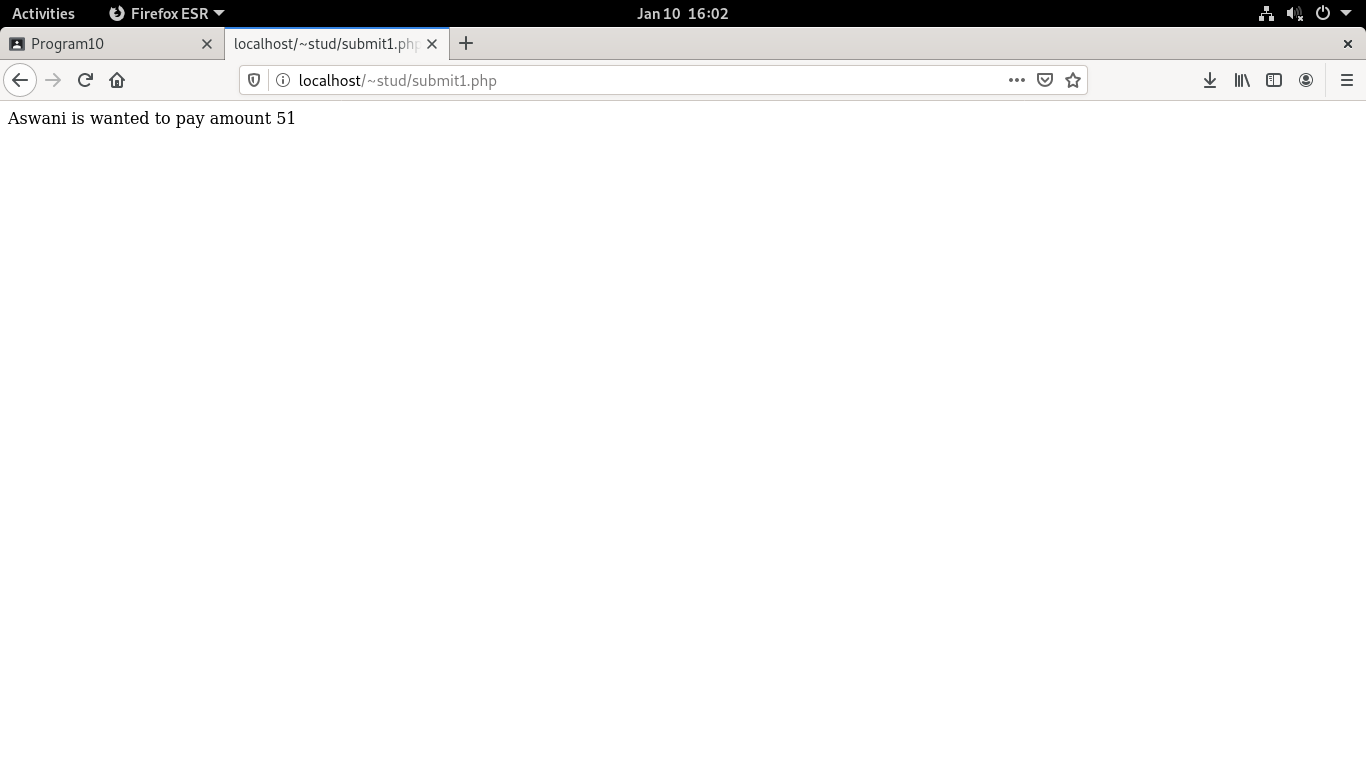 Activities Firefox ESR Jan 10 16:02
Program10 localhost/~stud/submit1.php
localhost/~stud/submit1.php
Aswani is wanted to pay amount 51